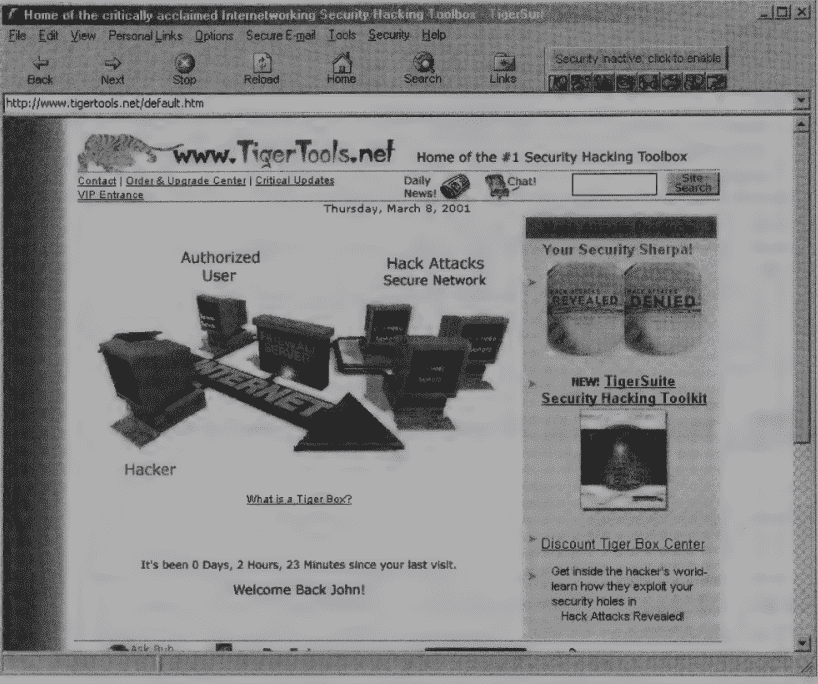 Home of the critically acclaimed Internetworking Security Hacking Toolbox - TigerSuit
File Edit View Personal Links Options Secure E-mail Tools Security Help
Back Next Stop Reload Home Search Links
Security inactive, click to enable
http://www.tigertools.net/default.htm
www.TigerTools.net Home of the #1 Security Hacking Toolbox
Contact | Order & Upgrade Center | Critical Updates
VIP Entrance
Daily
News!
Chat!
Site
Search
Thursday, March 8, 2001
Authorized
User
Hack Attacks
Secure Network
FIREWALL
SERVER
INTERNET
Hacker
What is a Tiger Box?
It's been 0 Days, 2 Hours, 23 Minutes since your last visit.
Welcome Back John!
Your Security Sherpa!
HACK ATTACKS
REVEALED
HACK ATTACKS
DENIED
NEW! TigerSuite
Security Hacking Toolkit
Discount Tiger Box Center
Get inside the hacker's world-
learn how they exploit your
security holes in
Hack Attacks Revealed!
Ask Bub